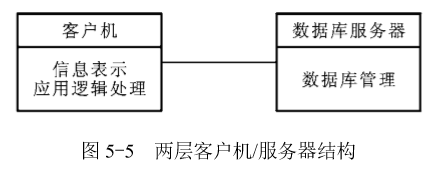 客户机
信息表示
应用逻辑处理
数据库服务器
数据库管理
图 5-5 两层客户机/服务器结构